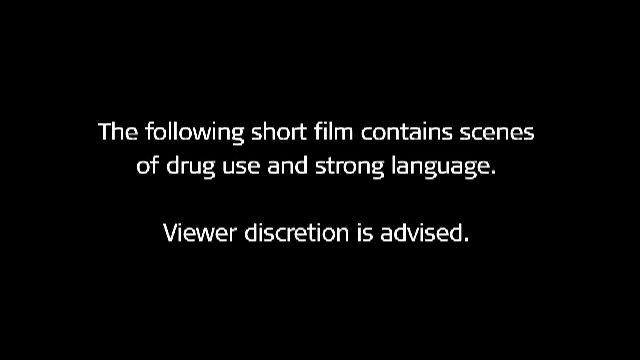 The following short film contains scenes
of drug use and strong language.
Viewer discretion is advised.